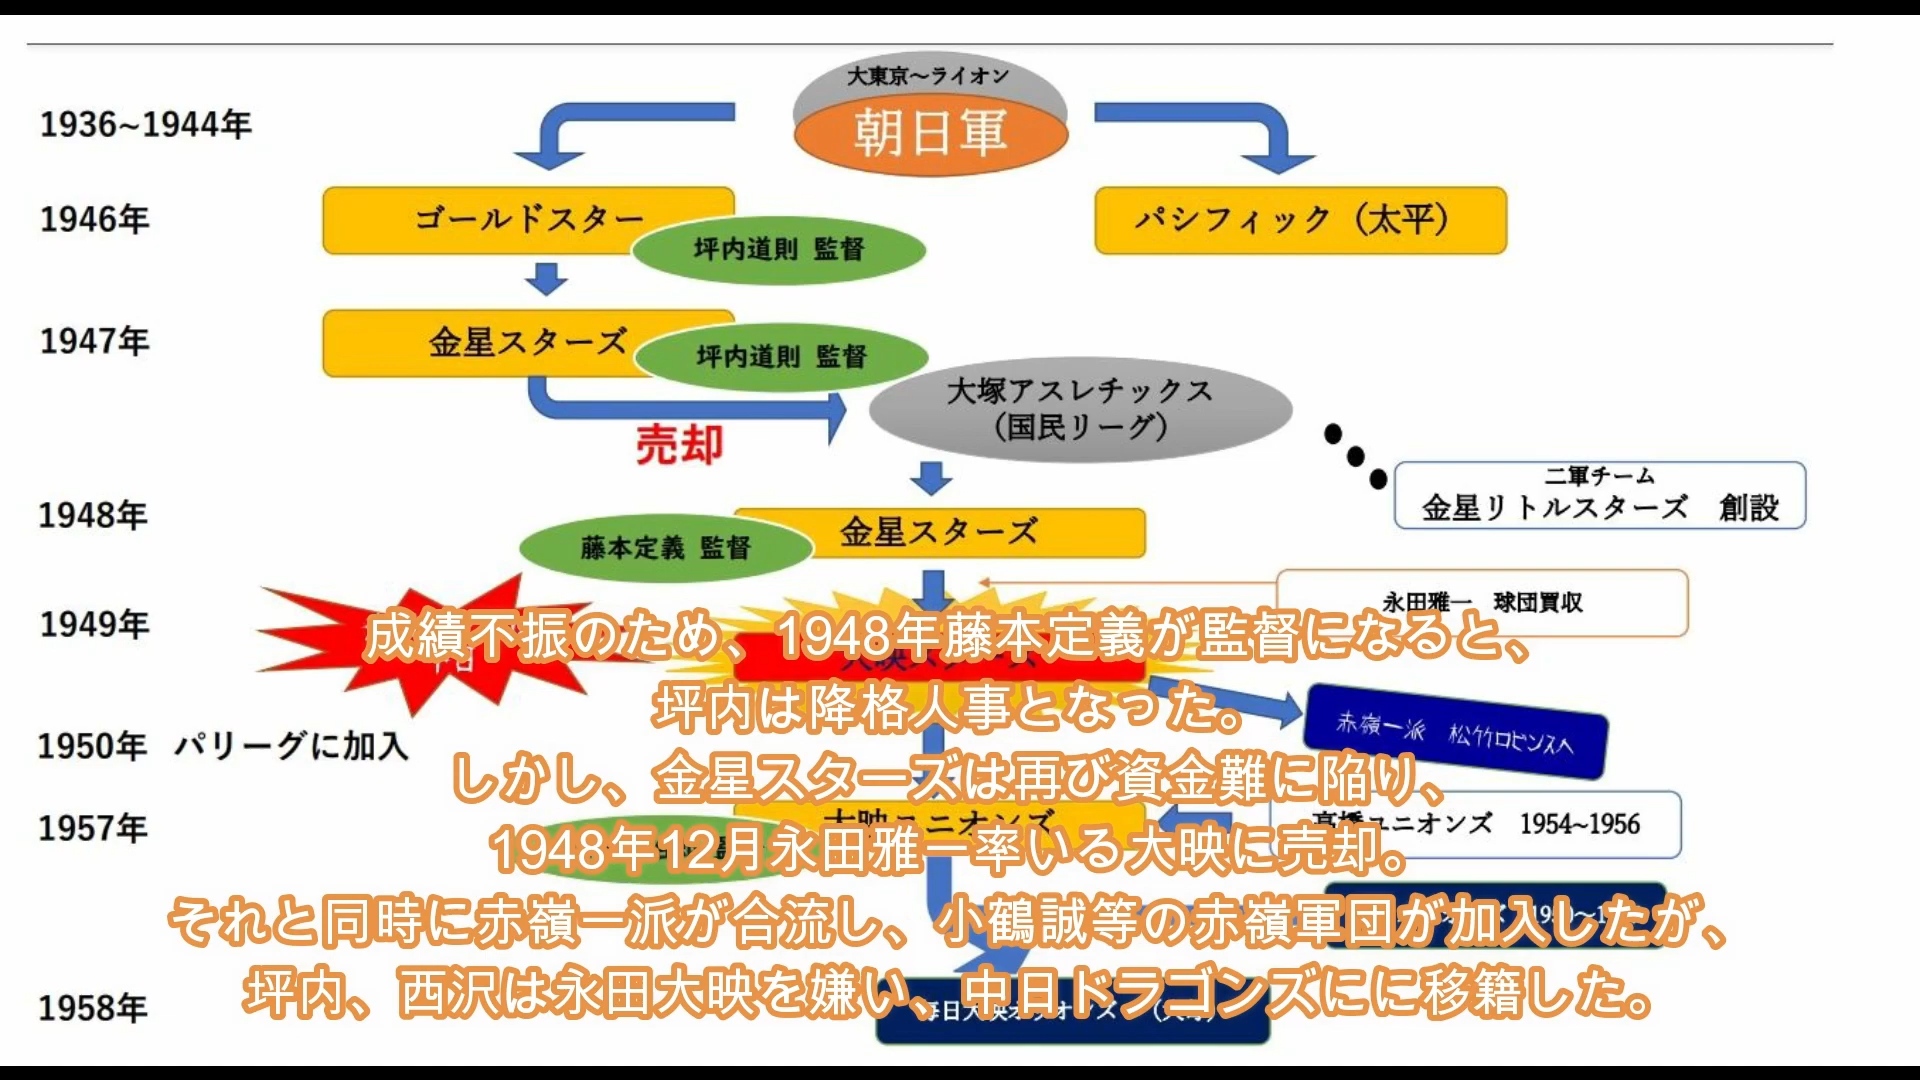 大東京～ライオン
朝日軍
1936~1944年
1946年
ゴールドスター
坪内道則 監督
パシフィック（太平）
1947年
金星スターズ
坪内道則 監督
大塚アスレチックス
（国民リーグ）
売却
二軍チーム
金星リトルスターズ　創設
1948年
金星スターズ
藤本定義 監督
永田雅一　球団買収
1949年
成績不振のため、1948年藤本定義が監督になると、
坪内は降格人事となった。
赤嶺一派　松竹ロビンスへ
1950年 パリーグに加入
しかし、金星スターズは再び資金難に陥り、
大映ユニオンズ
高橋ユニオンズ　1954~1956
1957年
1948年12月永田雅一率いる大映に売却。
それと同時に赤嶺一派が合流し、小鶴誠等の赤嶺軍団が加入したが、
坪内、西沢は永田大映を嫌い、中日ドラゴンズにに移籍した。
1958年